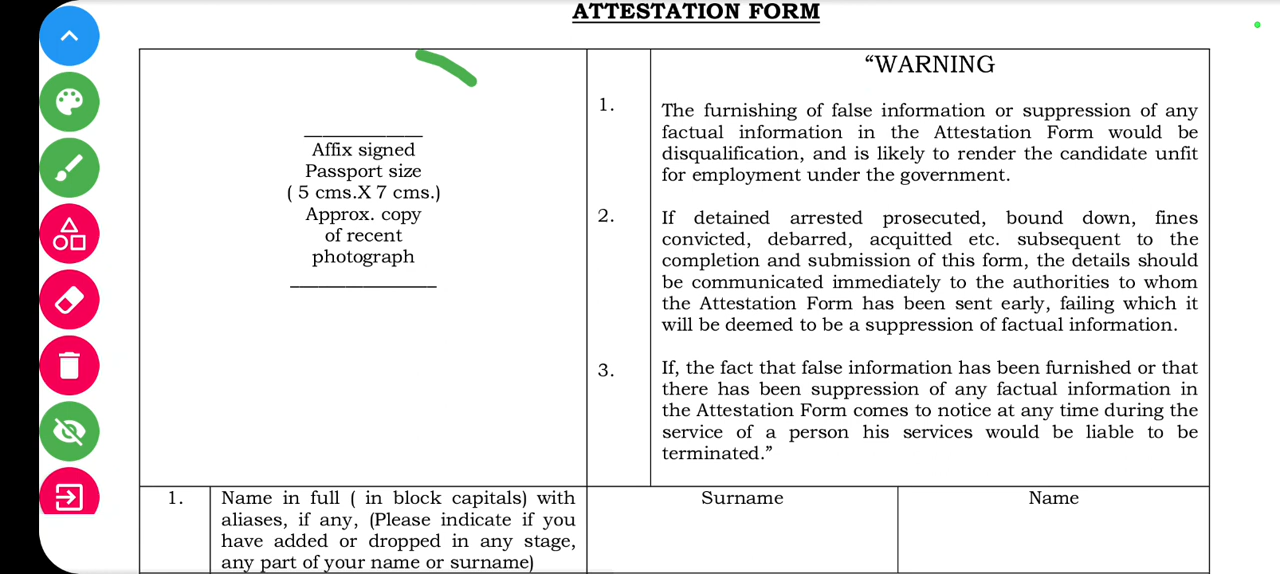 ATTESTATION FORM
Affix signed
Passport size
( 5 cms.X 7 cms.)
Approx. copy
of recent
photograph
“WARNING
1. The furnishing of false information or suppression of any
factual information in the Attestation Form would be
disqualification, and is likely to render the candidate unfit
for employment under the government.
2. If detained arrested prosecuted, bound down, fines
convicted, debarred, acquitted etc. subsequent to the
completion and submission of this form, the details should
be communicated immediately to the authorities to whom
the Attestation Form has been sent early, failing which it
will be deemed to be a suppression of factual information.
3. If, the fact that false information has been furnished or that
there has been suppression of any factual information in
the Attestation Form comes to notice at any time during the
service of a person his services would be liable to be
terminated.”
1. Name in full ( in block capitals) with
aliases, if any, (Please indicate if you
have added or dropped in any stage,
any part of your name or surname)
Surname
Name